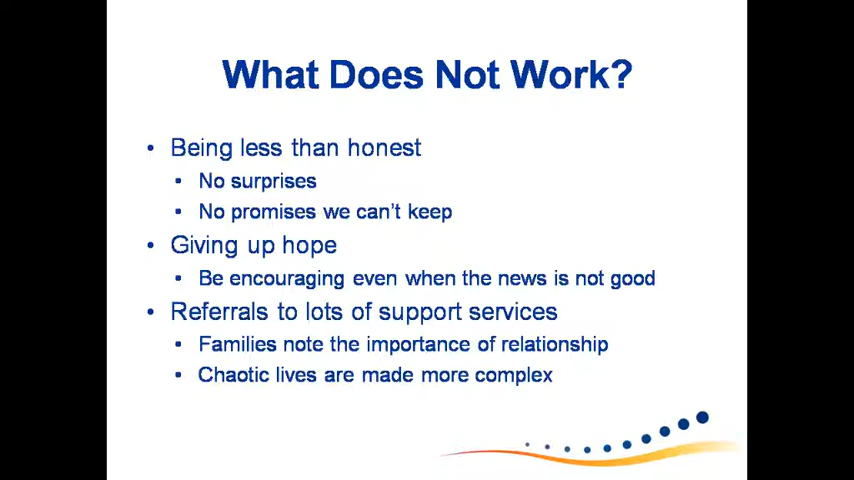 What Does Not Work?
• Being less than honest
• No surprises
• No promises we can't keep
• Giving up hope
• Be encouraging even when the news is not good
• Referrals to lots of support services
• Families note the importance of relationship
• Chaotic lives are made more complex